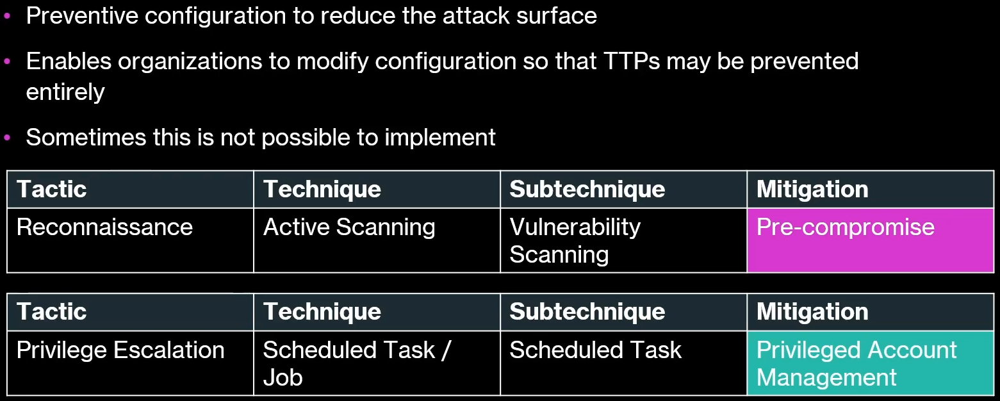 • Preventive configuration to reduce the attack surface
• Enables organizations to modify configuration so that TTPs may be prevented
entirely
• Sometimes this is not possible to implement
Tactic Technique Subtechnique Mitigation
Reconnaissance Active Scanning Vulnerability Pre-compromise
Scanning
Tactic Technique Subtechnique Mitigation
Privilege Escalation Scheduled Task / Scheduled Task Privileged Account
Job Management